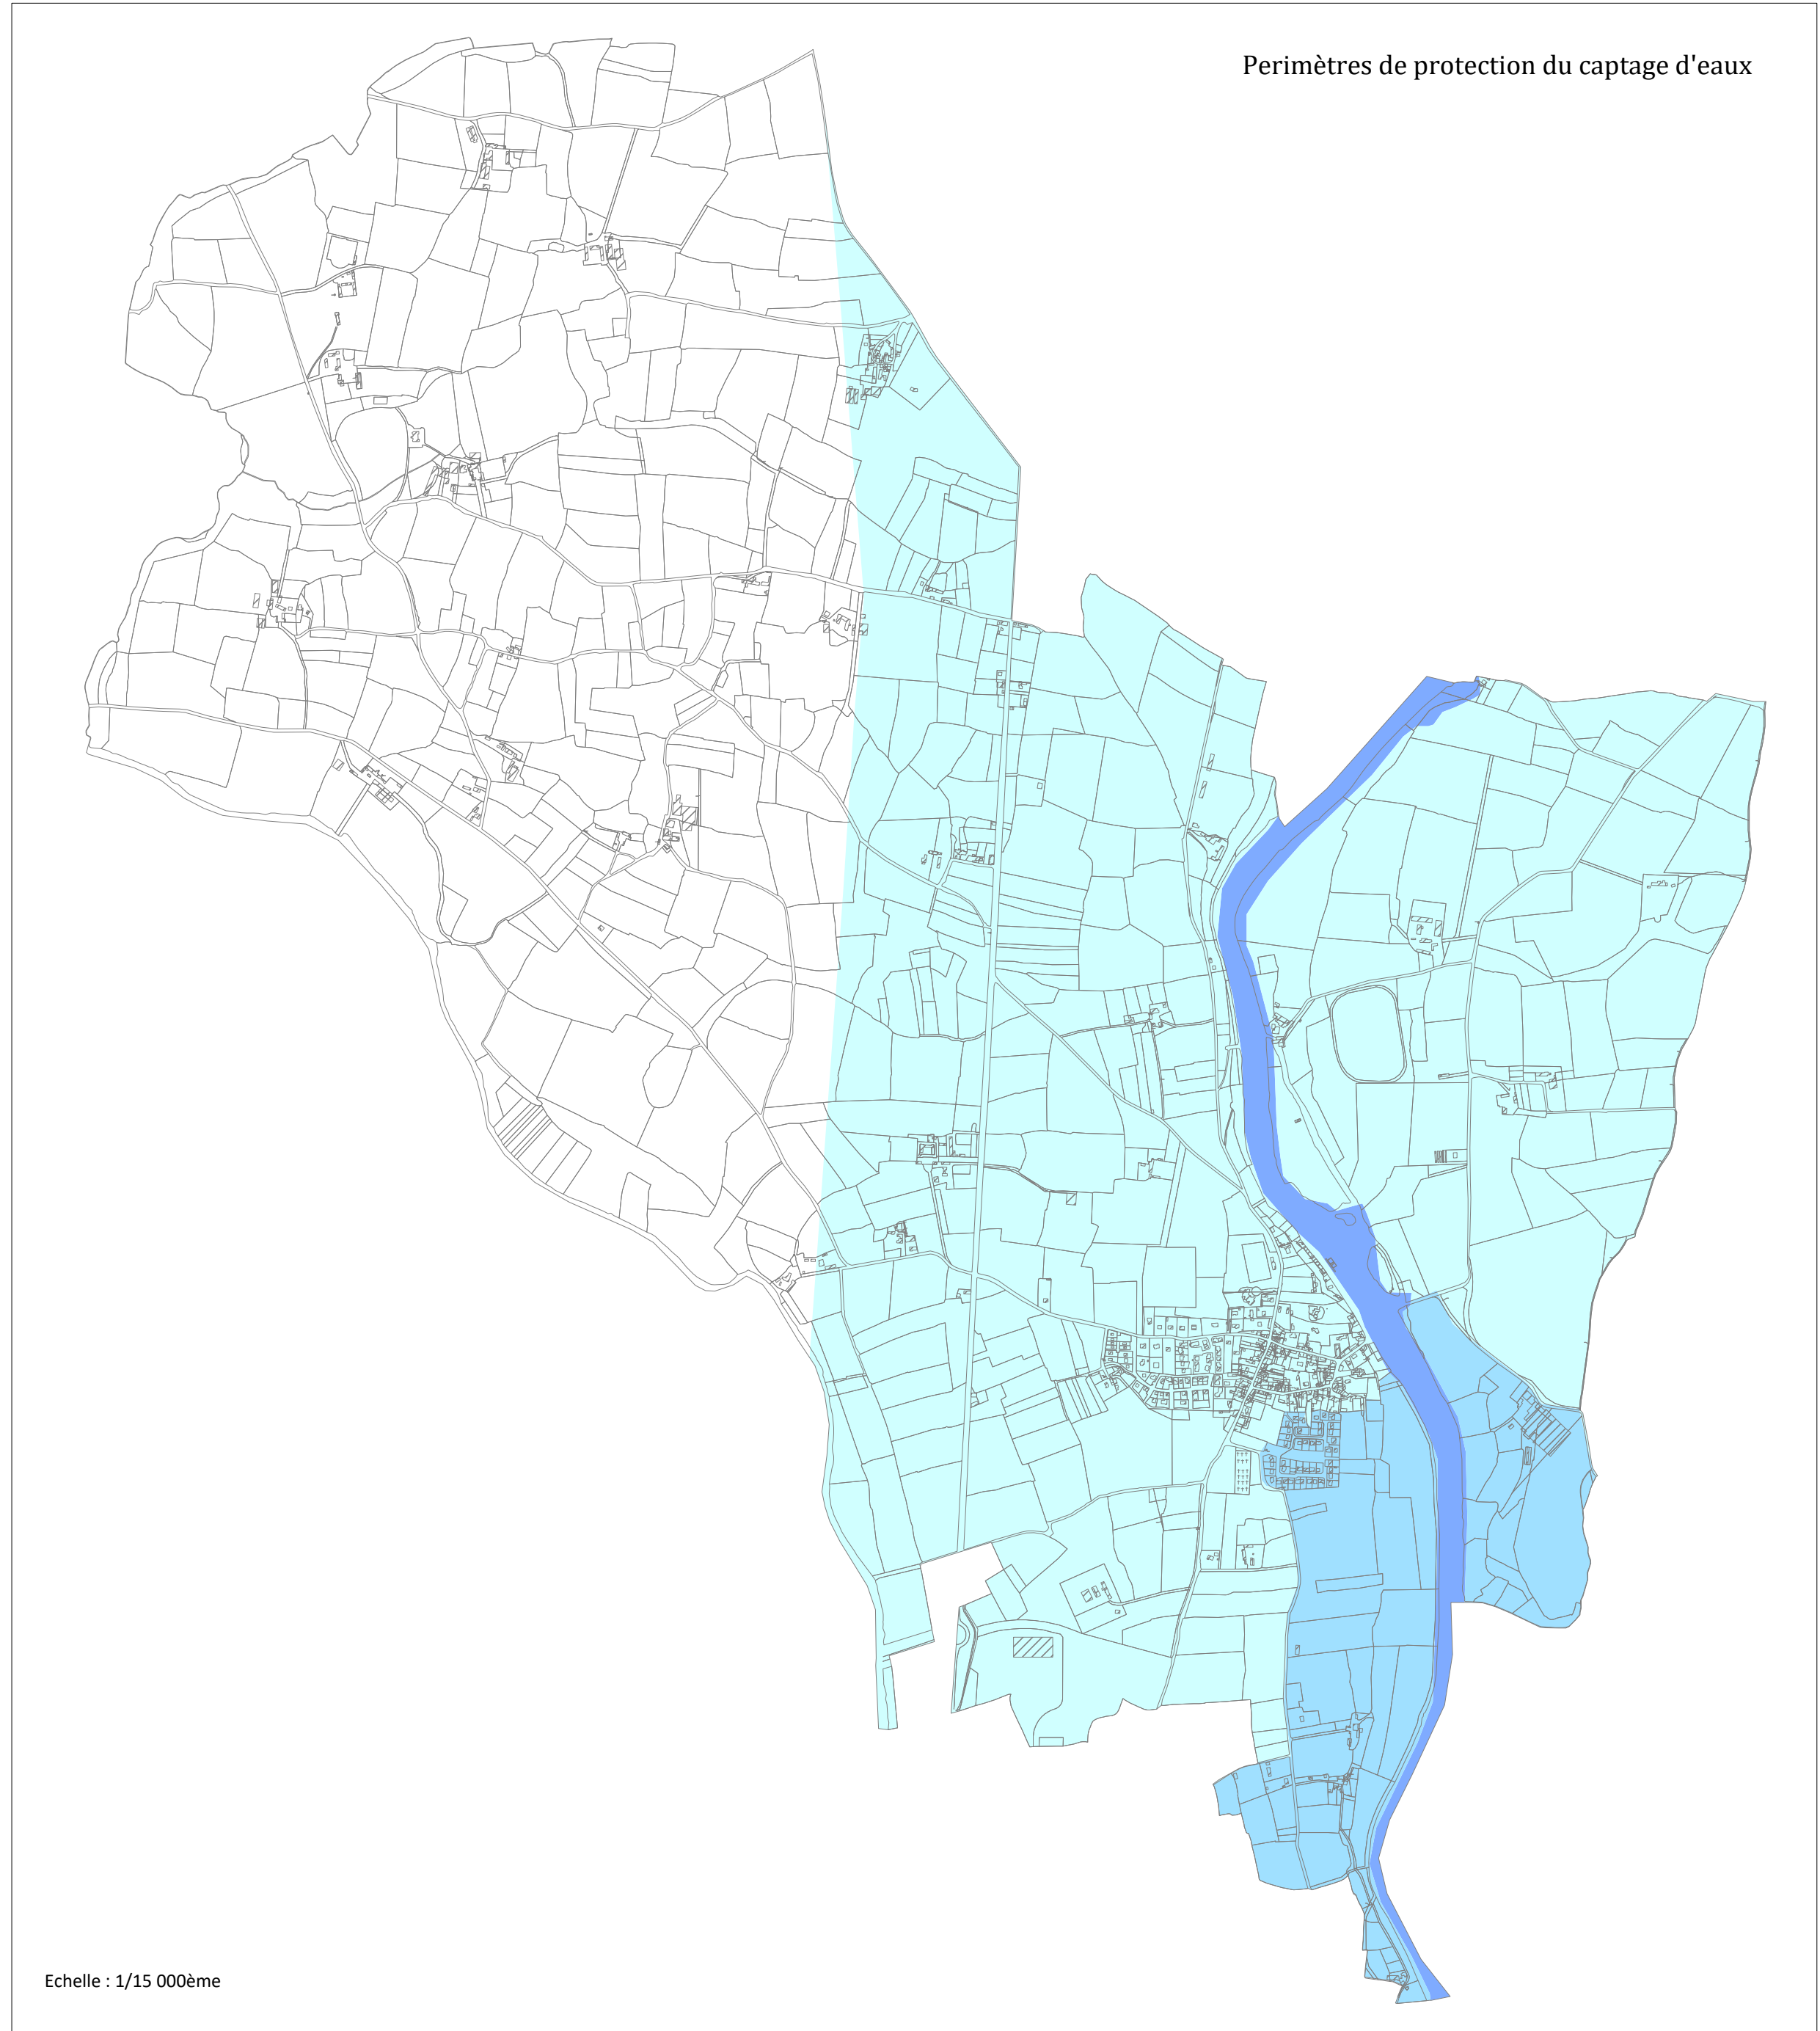 Perimètres de protection du captage d'eaux
Echelle : 1/15 000ème